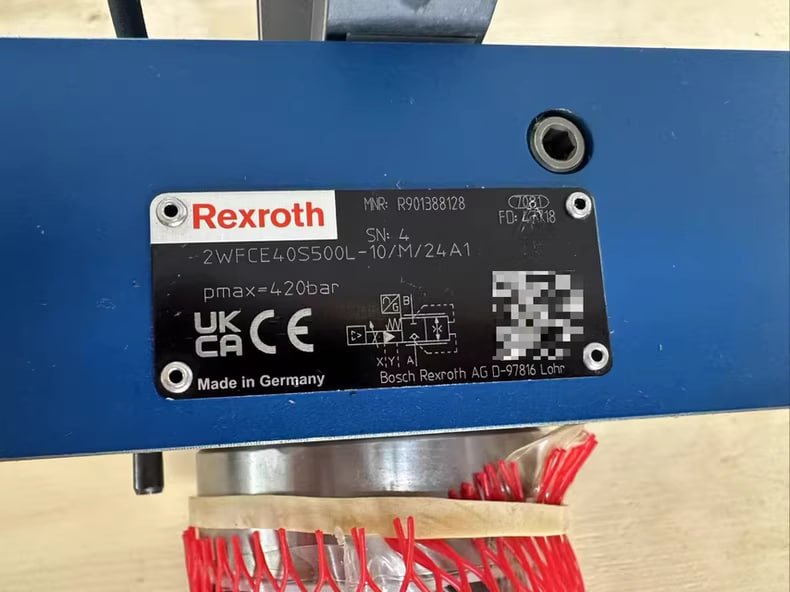 Rexroth
MNR: R901388128
7081
SN: 4
2WFCE40S500L-10/M/24A1
pmax=420bar
UK
CA CE
G B
X Y A
Made in Germany
Bosch Rexroth AG D-97816 Lohr